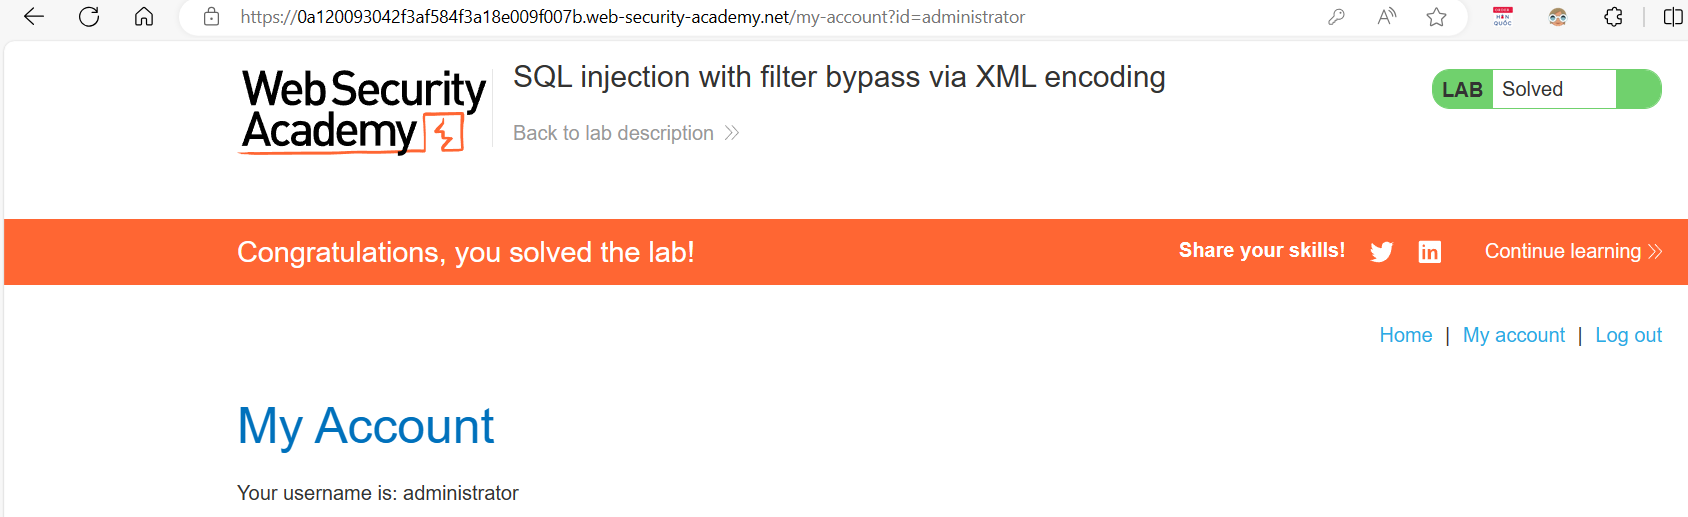 https://0a120093042f3af584f3a18e009f007b.web-security-academy.net/my-account?id=administrator
Web Security
Academy
SQL injection with filter bypass via XML encoding
Back to lab description
LAB Solved
Congratulations, you solved the lab!
Share your skills!
Continue learning
Home | My account | Log out
My Account
Your username is: administrator